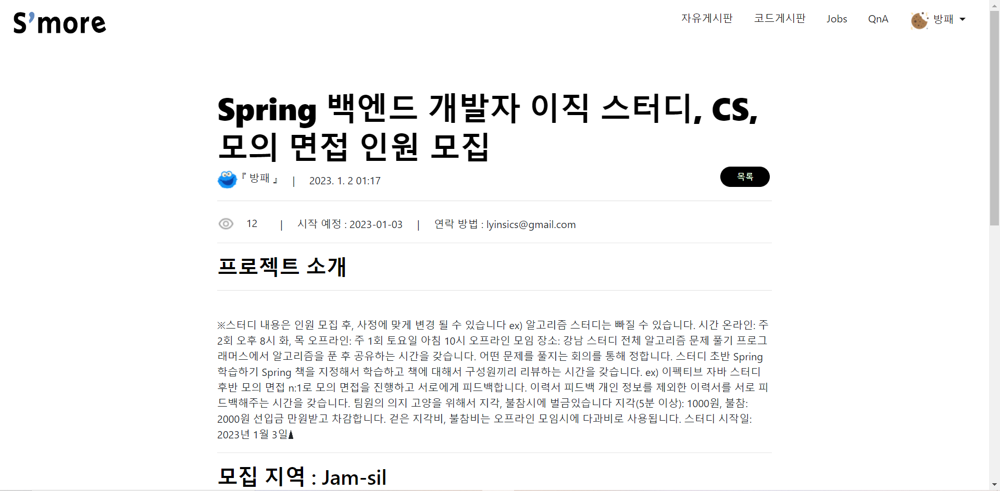 S'more
자유게시판 코드게시판 Jobs QnA 방패
Spring 백엔드 개발자 이직 스터디, CS,
모의 면접 인원 모집
『 방패 』 | 2023. 1. 2 01:17
목록
12 | 시작 예정 : 2023-01-03 | 연락 방법 : lyinsics@gmail.com
프로젝트 소개
※스터디 내용은 인원 모집 후, 사정에 맞게 변경 될 수 있습니다 ex) 알고리즘 스터디는 빠질 수 있습니다. 시간 온라인: 주
2회 오후 8시 화, 목 오프라인: 주 1회 토요일 아침 10시 오프라인 모임 장소: 강남 스터디 전체 알고리즘 문제 풀기 프로그
래머스에서 알고리즘을 푼 후 공유하는 시간을 갖습니다. 어떤 문제를 풀지는 회의를 통해 정합니다. 스터디 초반 Spring
학습하기 Spring 책을 지정해서 학습하고 책에 대해서 구성원끼리 리뷰하는 시간을 갖습니다. ex) 이펙티브 자바 스터디
후반 모의 면접 n:1로 모의 면접을 진행하고 서로에게 피드백합니다. 이력서 피드백 개인 정보를 제외한 이력서를 서로 피
드백해주는 시간을 갖습니다. 팀원의 의지 고양을 위해서 지각, 불참시에 벌금있습니다 지각(5분 이상): 1000원, 불참:
2000원 선입금 만원받고 차감합니다. 걷은 지각비, 불참비는 오프라인 모임시에 다과비로 사용됩니다. 스터디 시작일:
2023년 1월 3일
모집 지역 : Jam-sil